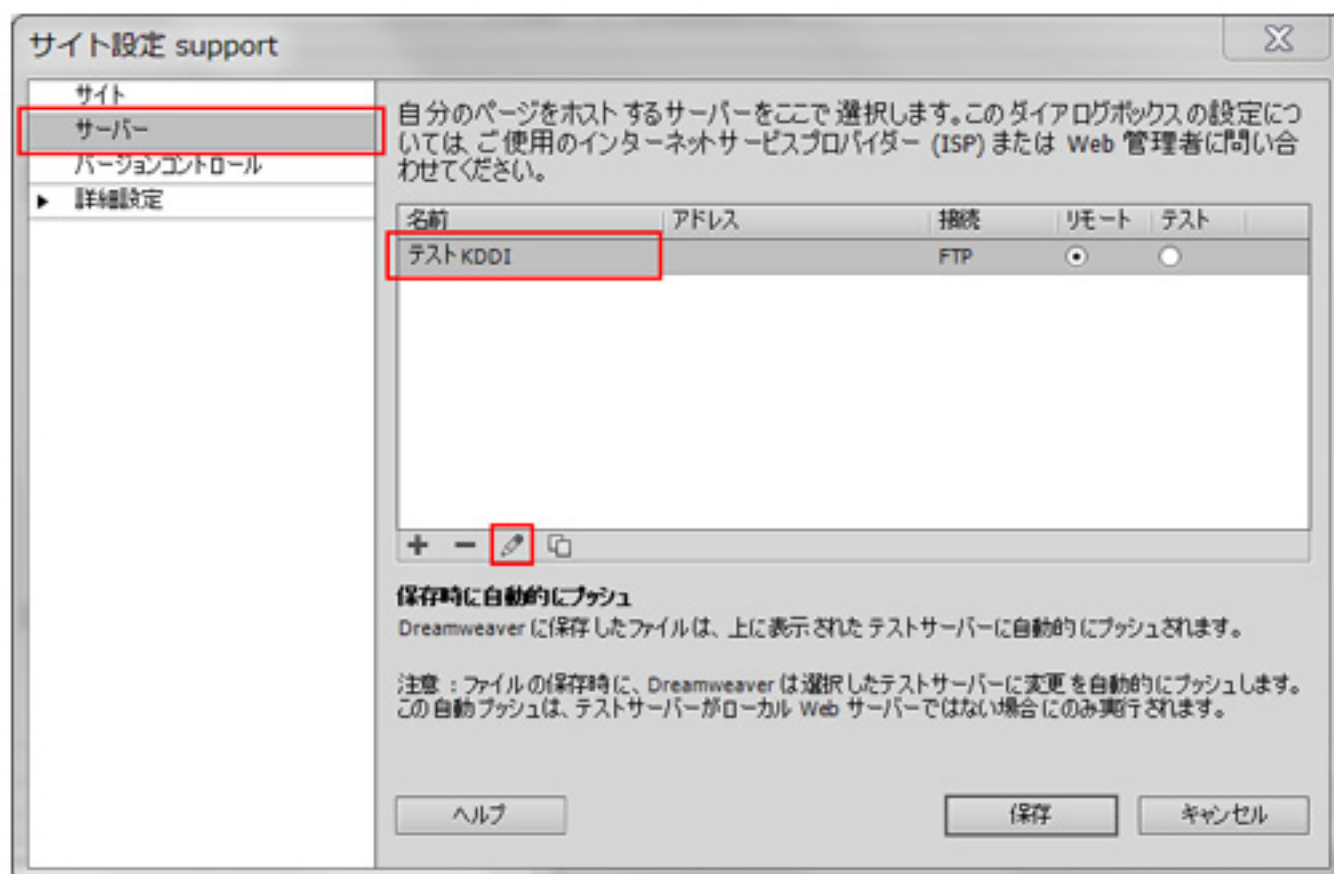 サイト設定 support
サイト
サーバー
バージョンコントロール
詳細設定
自分のページをホストするサーバーをここで選択します。このダイアログボックスの設定につ
いては、ご使用のインターネットサービスプロバイダー (ISP) または Web 管理者に問い合
わせてください。
名前 アドレス 接続 リモート テスト
テストKDDI FTP
保存時に自動的にプッシュ
Dreamweaver に保存したファイルは、上に表示されたテストサーバーに自動的にプッシュされます。
注意 : ファイルの保存時に、Dreamweaver は選択したテストサーバーに変更を自動的にプッシュします。
この自動プッシュは、テストサーバーがローカル Web サーバーではない場合にのみ実行されます。
ヘルプ 保存 キャンセル